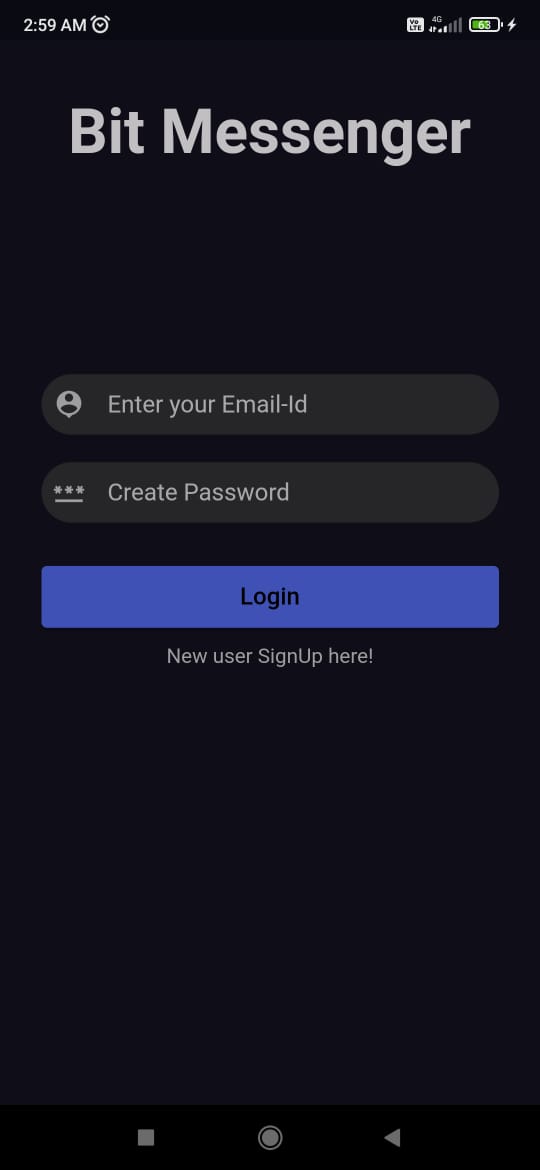 2:59 AM Vo LTE 4G 63
Bit Messenger
Enter your Email-Id
*** Create Password
Login
New user SignUp here!